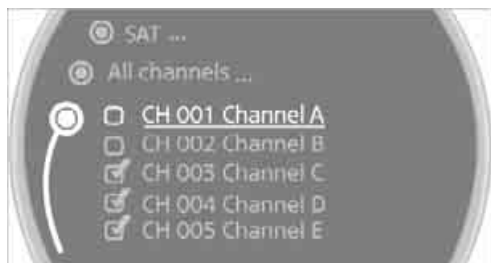 SAT ...
All channels ...
CH 001 Channel A
CH 002 Channel B
CH 003 Channel C
CH 004 Channel D
CH 005 Channel E